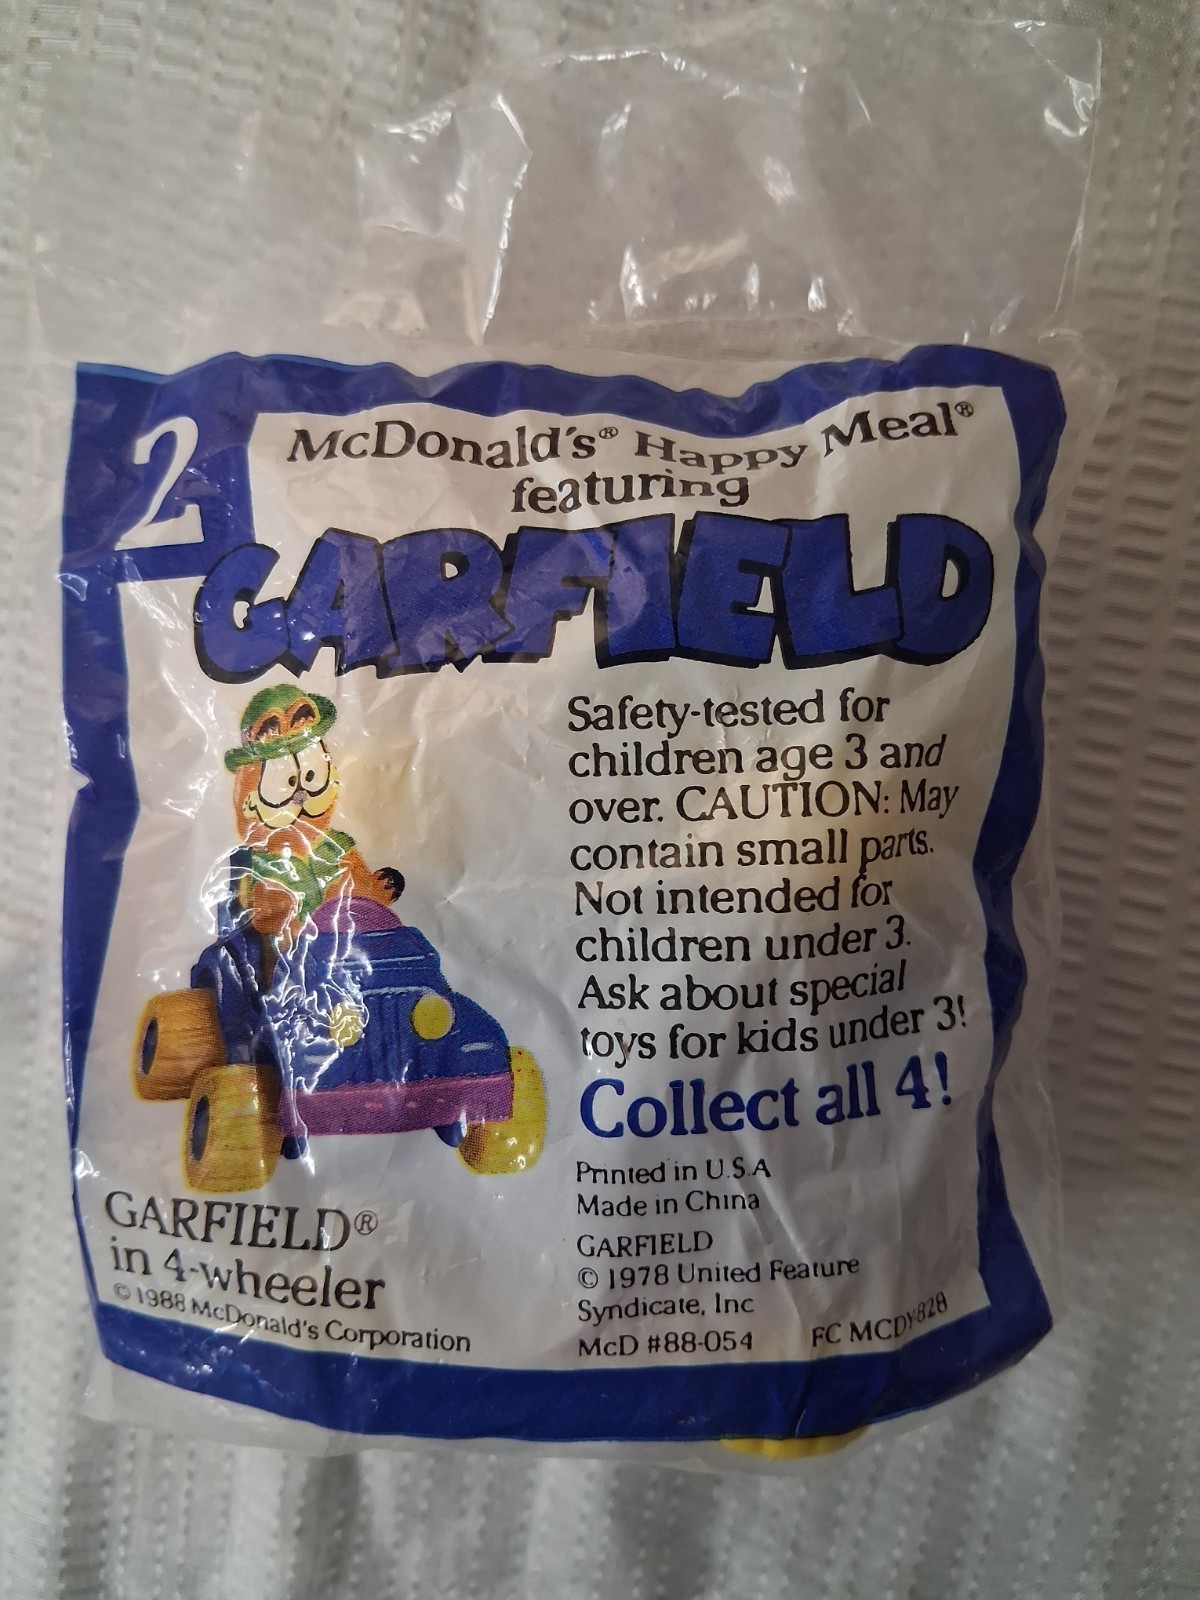 2
McDonald's® Happy Meal®
featuring
GARFIELD
Safety-tested for
children age 3 and
over. CAUTION: May
contain small parts.
Not intended for
children under 3.
Ask about special
toys for kids under 3!
Collect all 4!
Printed in U.S.A
Made in China
GARFIELD
© 1978 United Feature
Syndicate, Inc
McD #88-054 FC MCDY-828
GARFIELD®
in 4-wheeler
© 1988 McDonald's Corporation